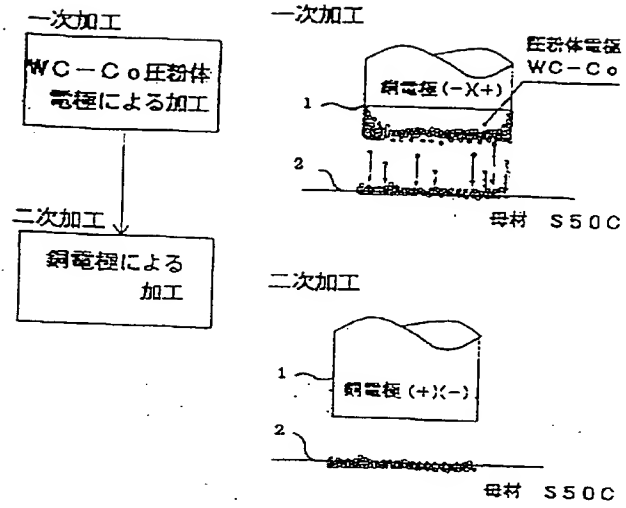 一次加工
WC-Co圧粉体
電極による加工
二次加工
銅電極による
加工
一次加工
圧粉体電極
WC-Co
銅電極(-)(+)
1
2
母材 S50C
二次加工
1
銅電極(+)(-)
2
母材 S50C